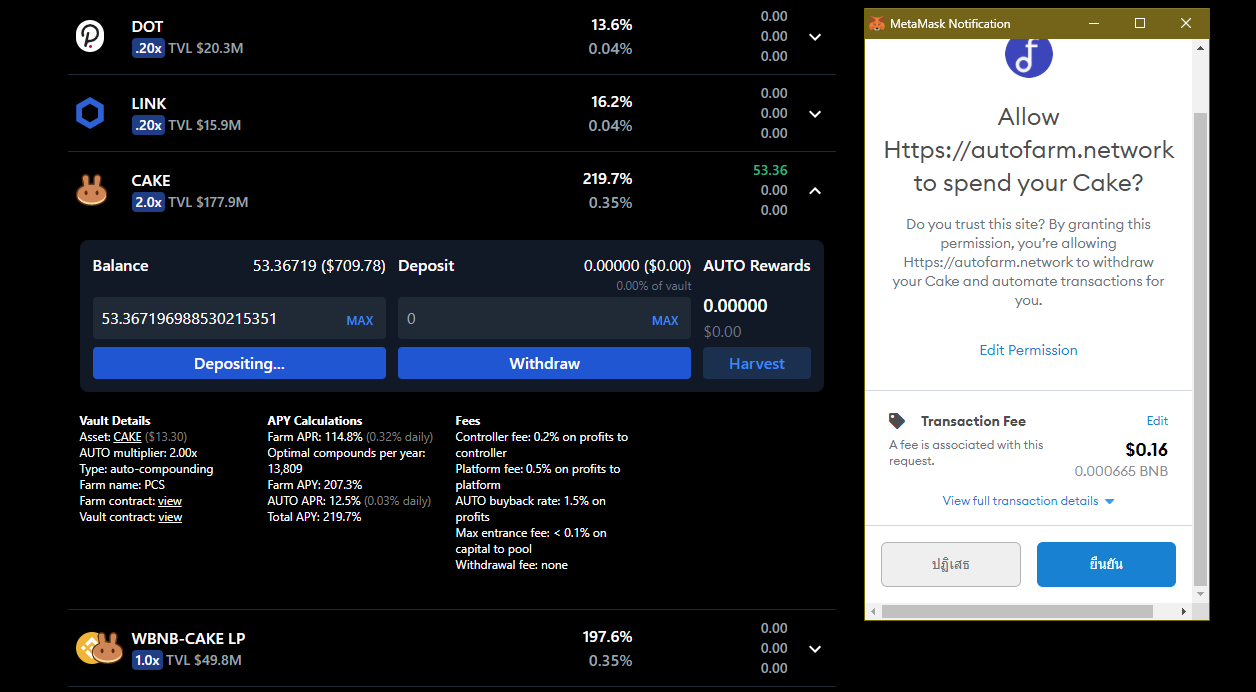 DOT
.20x TVL $20.3M
13.6%
0.04%
0.00
0.00
0.00
LINK
.20x TVL $15.9M
16.2%
0.04%
0.00
0.00
0.00
CAKE
2.0x TVL $177.9M
219.7%
0.35%
53.36
0.00
0.00
Balance 53.36719 ($709.78)
53.367196988530215351 MAX
Depositing...
Deposit 0.00000 ($0.00)
0.00% of vault
0 MAX
Withdraw
AUTO Rewards
0.00000
$0.00
Harvest
Vault Details
Asset: CAKE ($13.30)
AUTO multiplier: 2.00x
Type: auto-compounding
Farm name: PCS
Farm contract: view
Vault contract: view
APY Calculations
Farm APR: 114.8% (0.32% daily)
Optimal compounds per year:
13,809
Farm APY: 207.3%
AUTO APR: 12.5% (0.03% daily)
Total APY: 219.7%
Fees
Controller fee: 0.2% on profits to
controller
Platform fee: 0.5% on profits to
platform
AUTO buyback rate: 1.5% on
profits
Max entrance fee: < 0.1% on
capital to pool
Withdrawal fee: none
WBNB-CAKE LP
1.0x TVL $49.8M
197.6%
0.35%
0.00
0.00
0.00
MetaMask Notification
Allow
Https://autofarm.network
to spend your Cake?
Do you trust this site? By granting this
permission, you’re allowing
Https://autofarm.network to withdraw
your Cake and automate transactions for
you.
Edit Permission
Transaction Fee Edit
A fee is associated with this
request.
$0.16
0.000665 BNB
View full transaction details
ปฏิเสธ
ยืนยัน